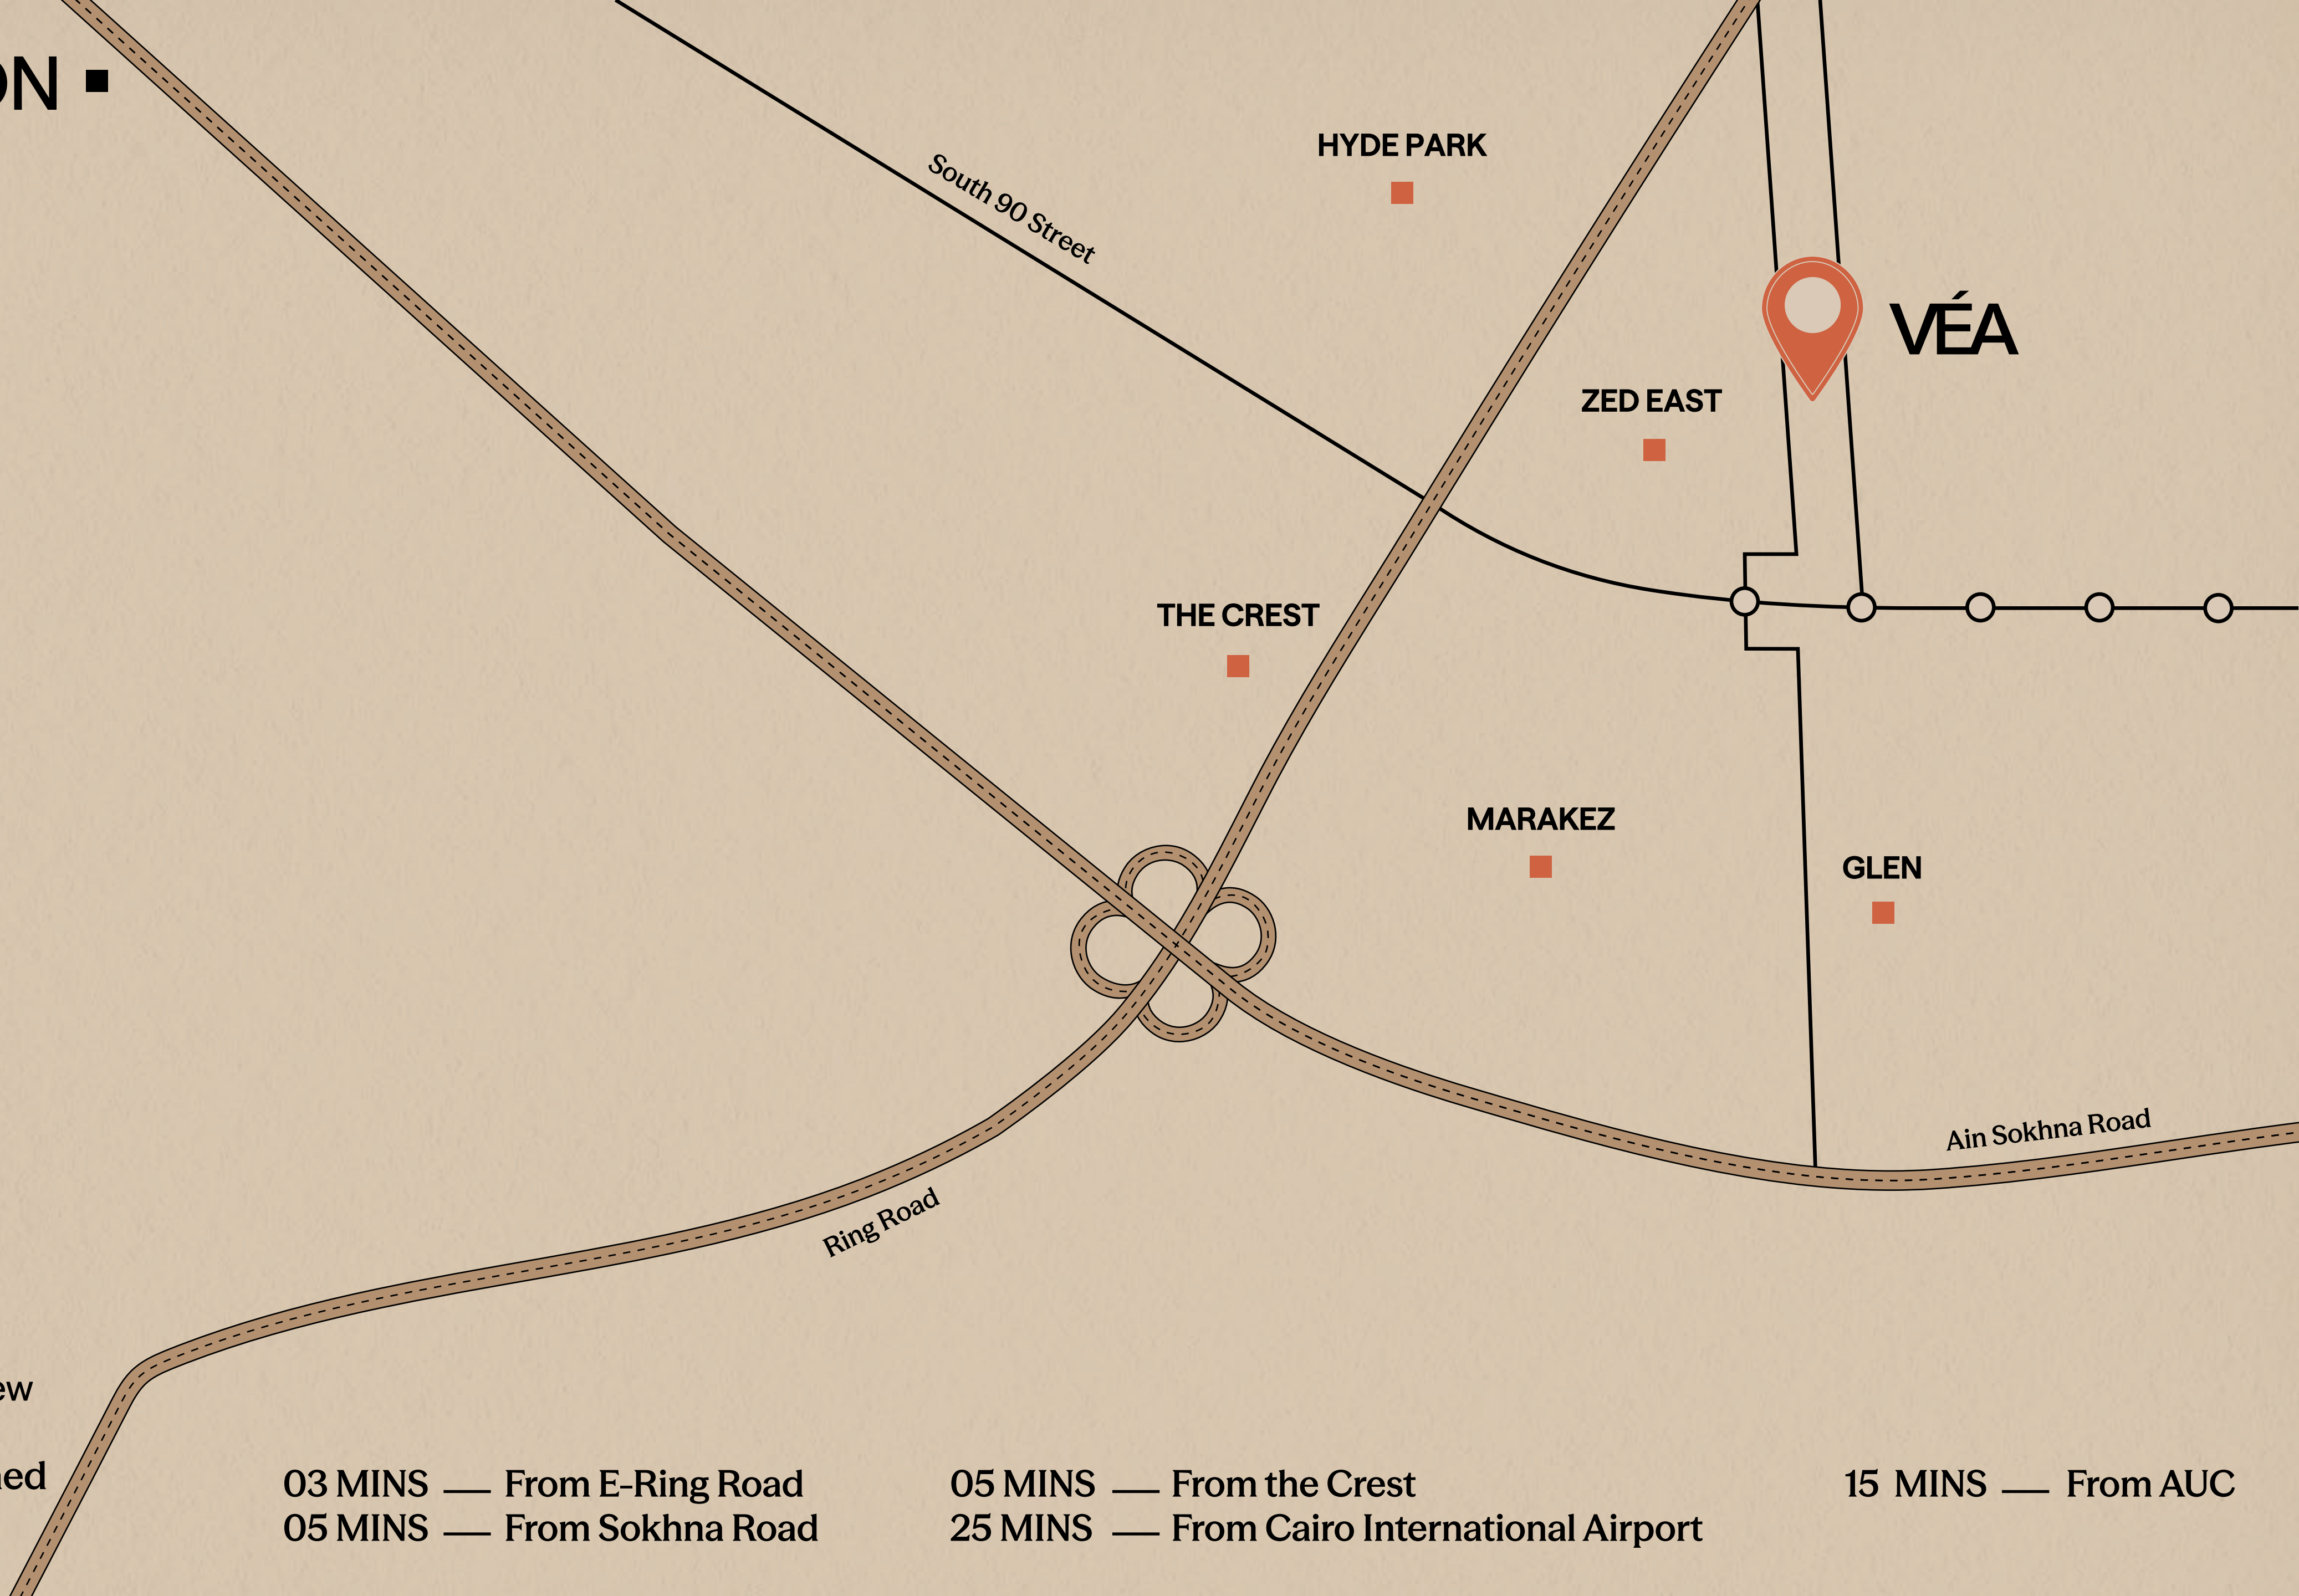 ON
South 90 Street
HYDE PARK
VÉA
ZED EAST
THE CREST
MARAKEZ
GLEN
Ain Sokhna Road
Ring Road
ew
ned
03 MINS — From E-Ring Road
05 MINS — From Sokhna Road
05 MINS — From the Crest
25 MINS — From Cairo International Airport
15 MINS — From AUC